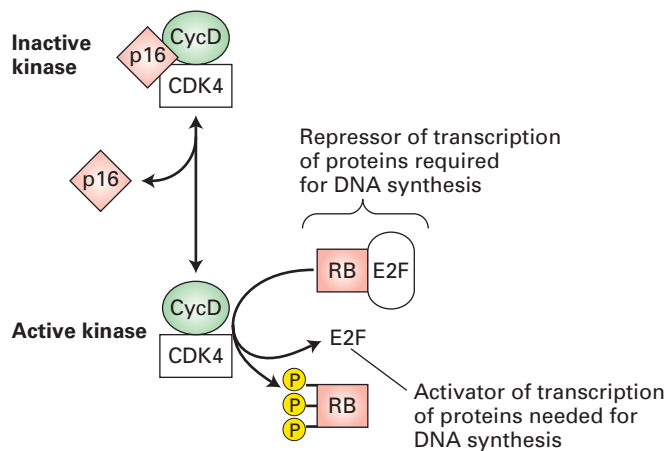 Inactive
kinase
p16
CycD
CDK4
p16
Repressor of transcription
of proteins required
for DNA synthesis
RB
E2F
Active kinase
CycD
CDK4
E2F
P
P
P
RB
Activator of transcription
of proteins needed for
DNA synthesis